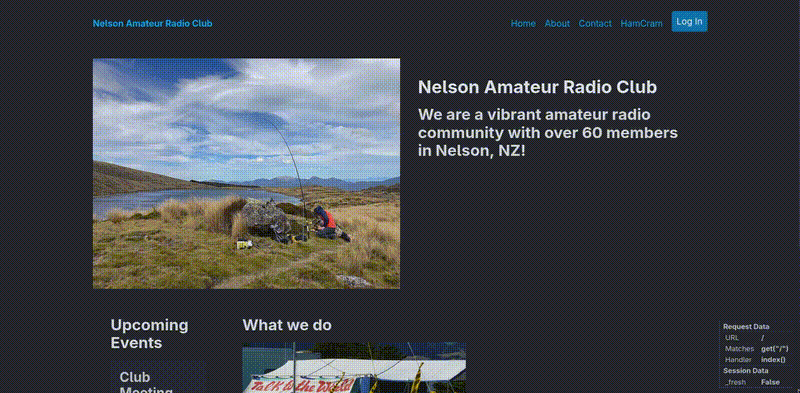 Nelson Amateur Radio Club
Home About Contact HamCram Log In
Nelson Amateur Radio Club
We are a vibrant amateur radio
community with over 60 members
in Nelson, NZ!
Upcoming
Events
What we do
Club
Meeting
Talk to the World
Request Data
URL /
Matches get("/")
Handler index()
Session Data
_fresh False